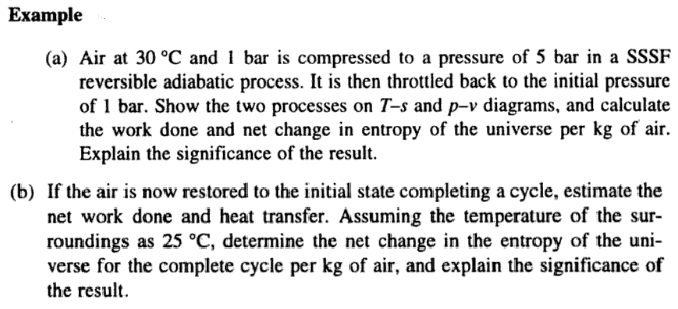 Example
(a) Air at 30 °C and 1 bar is compressed to a pressure of 5 bar in a SSSF
reversible adiabatic process. It is then throttled back to the initial pressure
of 1 bar. Show the two processes on T–s and p–v diagrams, and calculate
the work done and net change in entropy of the universe per kg of air.
Explain the significance of the result.
(b) If the air is now restored to the initial state completing a cycle, estimate the
net work done and heat transfer. Assuming the temperature of the sur-
roundings as 25 °C, determine the net change in the entropy of the uni-
verse for the complete cycle per kg of air, and explain the significance of
the result.